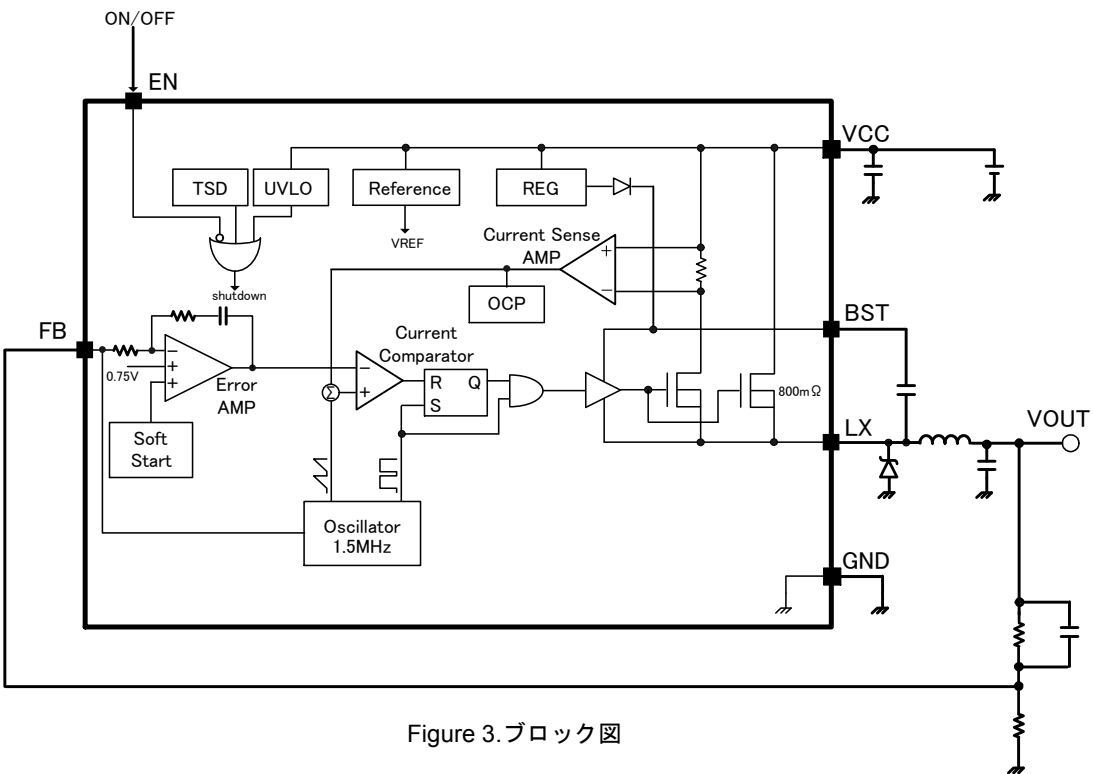 ON/OFF
EN
VCC
TSD
UVLO
Reference
REG
VREF
Current Sense
AMP
shutdown
OCP
BST
FB
Current
Comparator
0.75V
Error
AMP
R
Q
S
Σ
800mΩ
LX
VOUT
Soft
Start
Oscillator
1.5MHz
GND
Figure 3.ブロック図